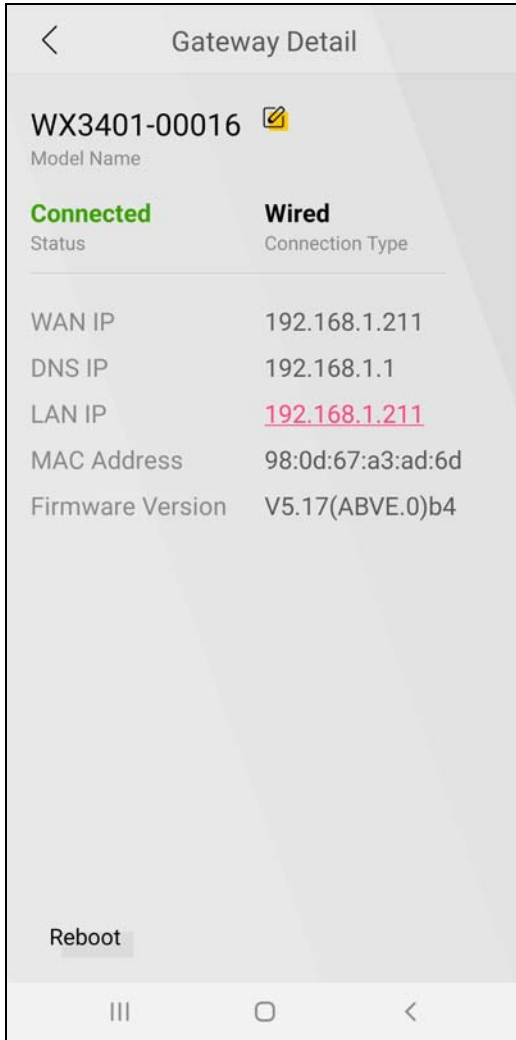 Gateway Detail
WX3401-00016
Model Name
Connected Wired
Status Connection Type
WAN IP 192.168.1.211
DNS IP 192.168.1.1
LAN IP 192.168.1.211
MAC Address 98:0d:67:a3:ad:6d
Firmware Version V5.17(ABVE.0)b4
Reboot